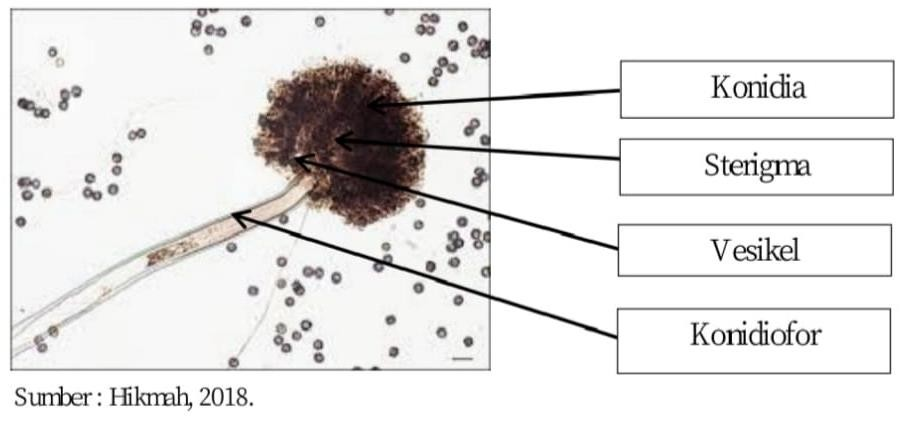 Konidia
Sterigma
Vesikel
Konidiofor
Sumber : Hikmah, 2018.